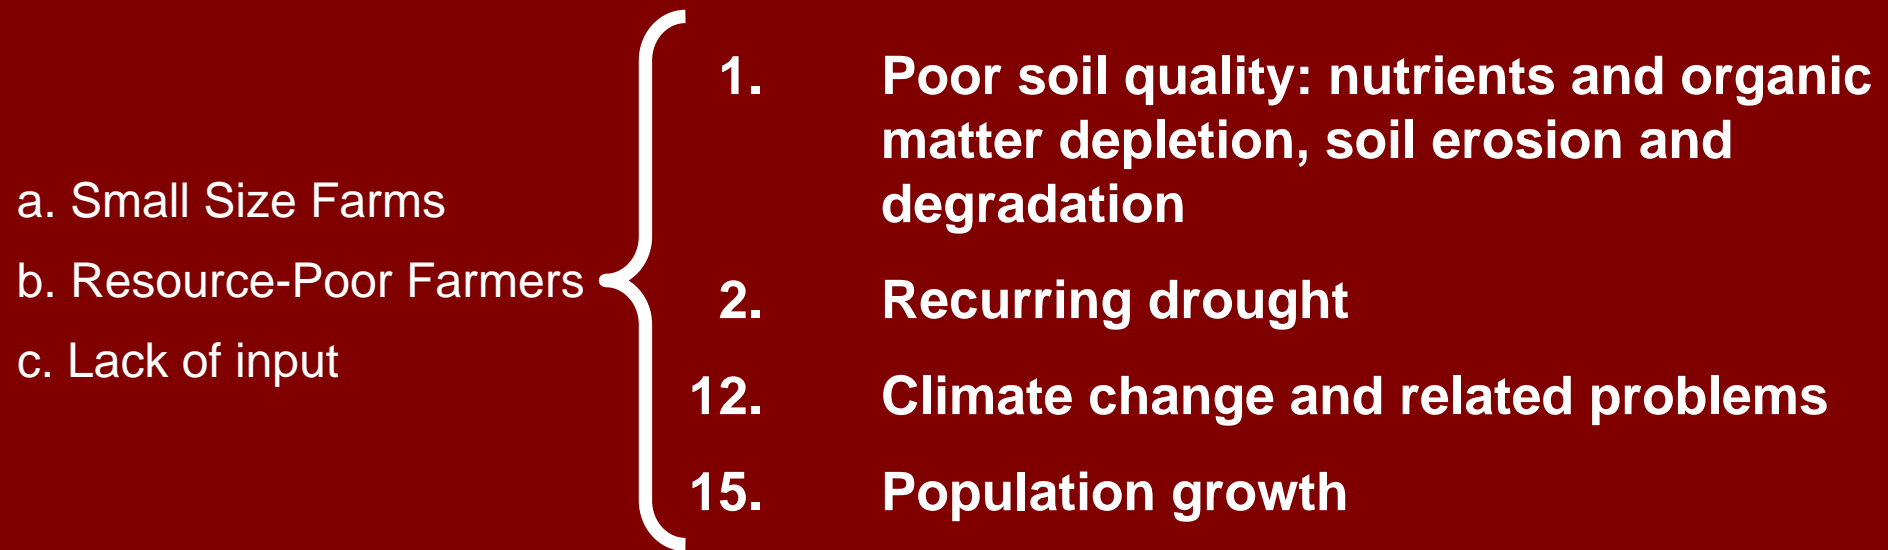 a. Small Size Farms
b. Resource-Poor Farmers
c. Lack of input
1. Poor soil quality: nutrients and organic
matter depletion, soil erosion and
degradation
2. Recurring drought
12. Climate change and related problems
15. Population growth